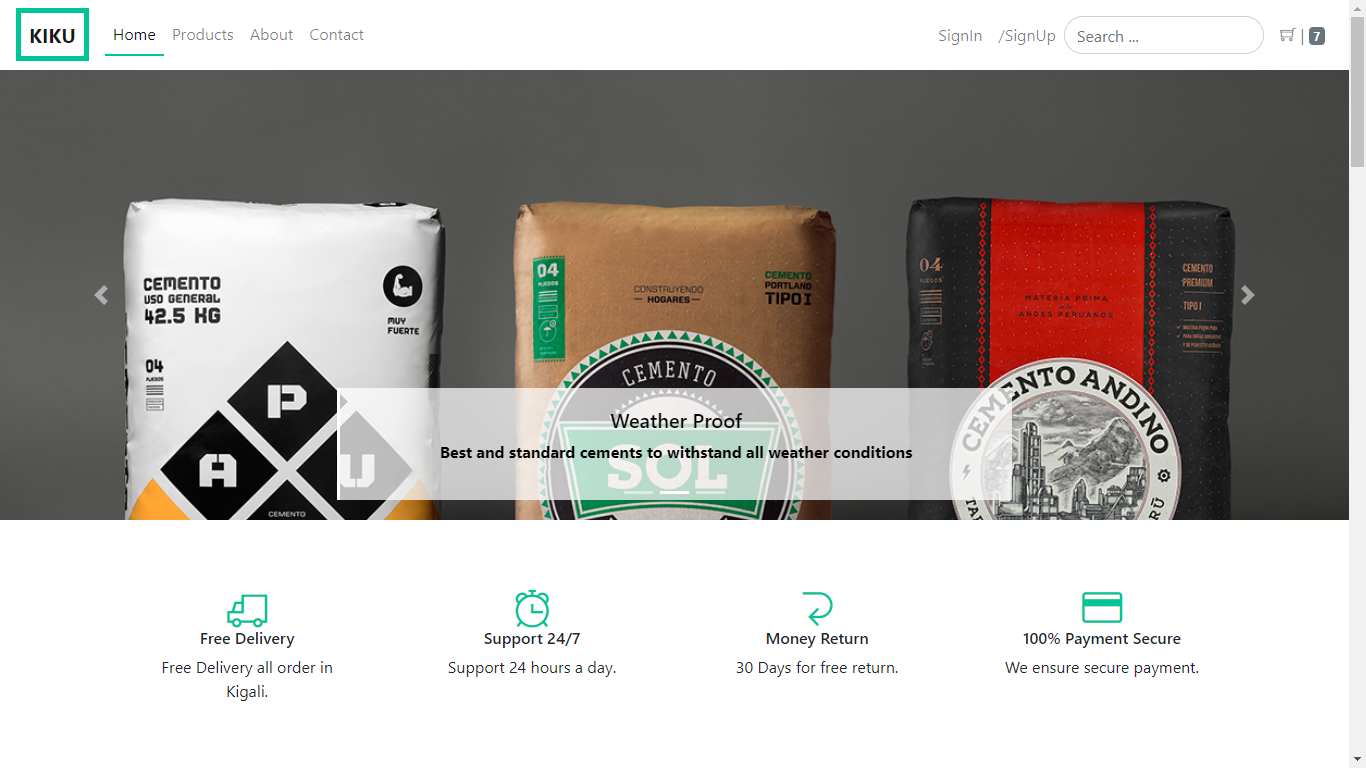 KIKU
Home
Products
About
Contact
SignIn
/SignUp
Search ...
| 7
CEMENTO
USO GENERAL
42.5 KG
MUY
FUERTE
04
PLIEGOS
P
A
U
CEMENTO
04
PLIEGOS
CONSTRUYENDO
HOGARES
CEMENTO
PORTLAND
TIPO I
CEMENTO
SOL
04
PLIEGOS
MATERIA PRIMA
ANDES PERUANOS
CEMENTO
PREMIUM
TIPO I
CEMENTO ANDINO
Weather Proof
Best and standard cements to withstand all weather conditions
Free Delivery
Free Delivery all order in
Kigali.
Support 24/7
Support 24 hours a day.
Money Return
30 Days for free return.
100% Payment Secure
We ensure secure payment.